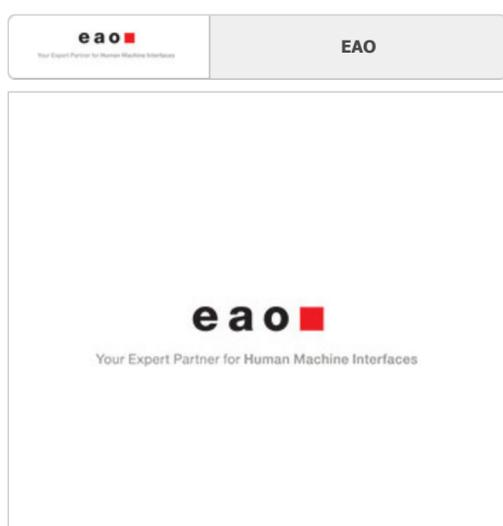 eao
Your Expert Partner for Human Machine Interfaces
EAO
eao
Your Expert Partner for Human Machine Interfaces